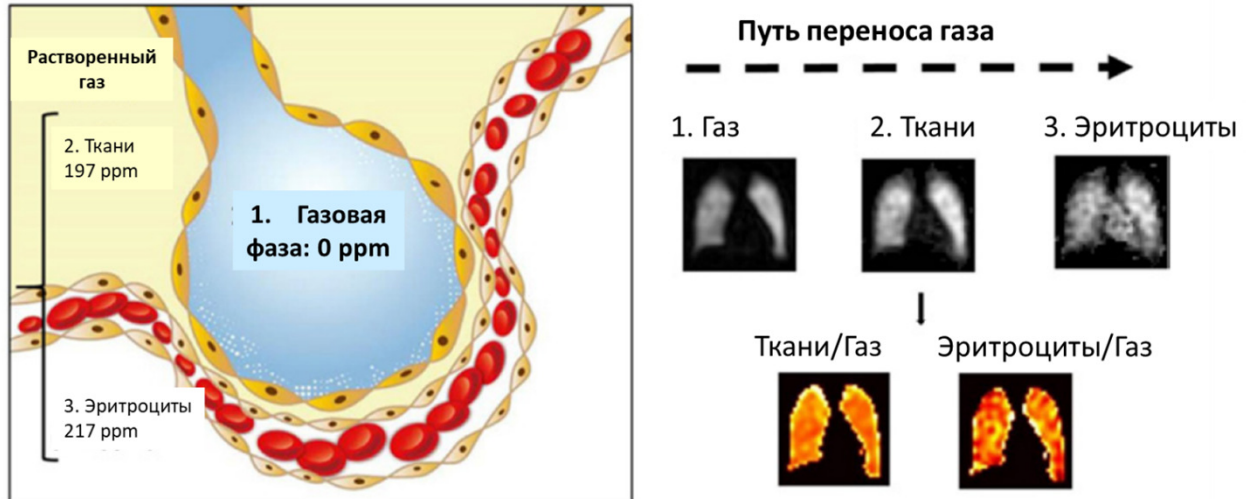 Растворенный
газ
2. Ткани
197 ppm
1. Газовая
фаза: 0 ppm
3. Эритроциты
217 ppm
Путь переноса газа
1. Газ
2. Ткани
3. Эритроциты
Ткани/Газ
Эритроциты/Газ